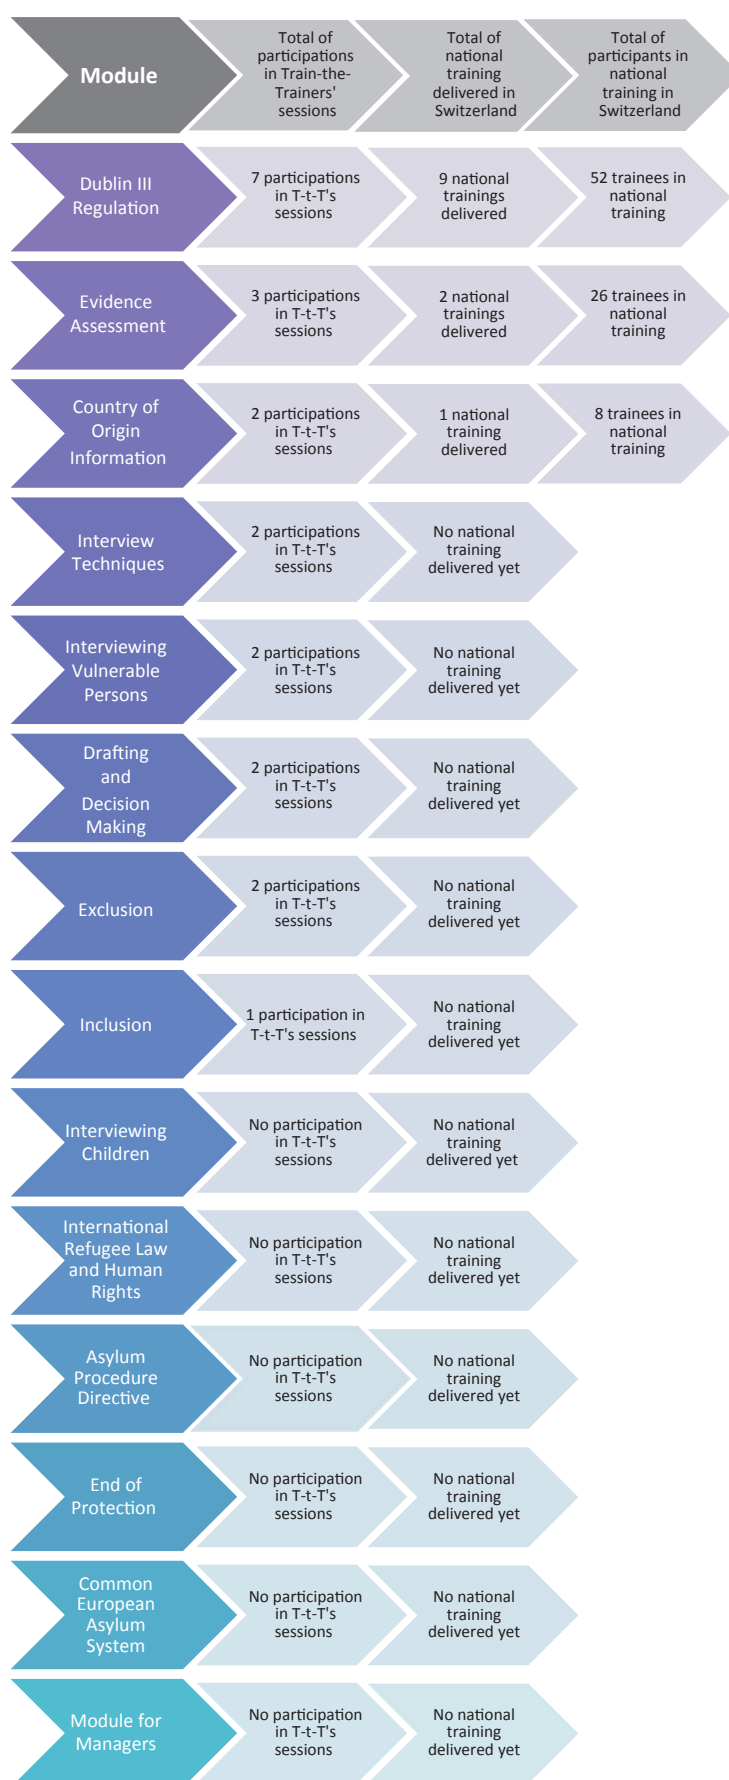 Module
Total of
participations
in Train-the-
Trainers'
sessions
Total of
national
training
delivered in
Switzerland
Total of
participants in
national
training in
Switzerland
Dublin III
Regulation
7 participations
in T-t-T's
sessions
9 national
trainings
delivered
52 trainees in
national
training
Evidence
Assessment
3 participations
in T-t-T's
sessions
2 national
trainings
delivered
26 trainees in
national
training
Country of
Origin
Information
2 participations
in T-t-T's
sessions
1 national
training
delivered
8 trainees in
national
training
Interview
Techniques
2 participations
in T-t-T's
sessions
No national
training
delivered yet
Interviewing
Vulnerable
Persons
2 participations
in T-t-T's
sessions
No national
training
delivered yet
Drafting
and
Decision
Making
2 participations
in T-t-T's
sessions
No national
training
delivered yet
Exclusion
2 participations
in T-t-T's
sessions
No national
training
delivered yet
Inclusion
1 participation in
T-t-T's sessions
No national
training
delivered yet
Interviewing
Children
No participation
in T-t-T's
sessions
No national
training
delivered yet
International
Refugee Law
and Human
Rights
No participation
in T-t-T's
sessions
No national
training
delivered yet
Asylum
Procedure
Directive
No participation
in T-t-T's
sessions
No national
training
delivered yet
End of
Protection
No participation
in T-t-T's
sessions
No national
training
delivered yet
Common
European
Asylum
System
No participation
in T-t-T's
sessions
No national
training
delivered yet
Module for
Managers
No participation
in T-t-T's
sessions
No national
training
delivered yet